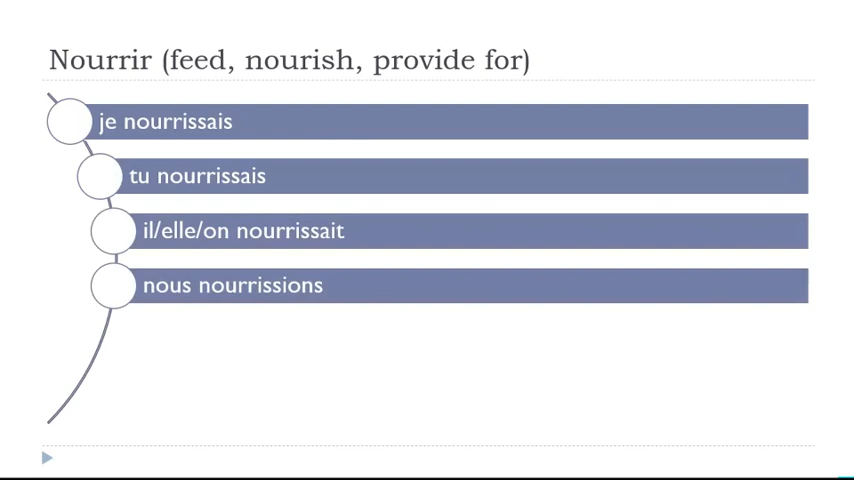 Nourrir (feed, nourish, provide for)
je nourrissais
tu nourrissais
il/elle/on nourrissait
nous nourrissions